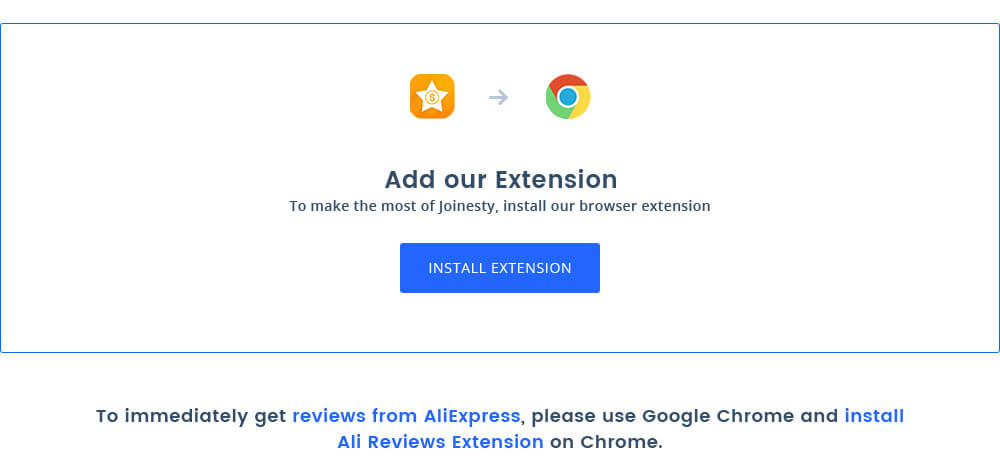 Add our Extension
To make the most of Joinesty, install our browser extension
INSTALL EXTENSION
To immediately get reviews from AliExpress, please use Google Chrome and install
Ali Reviews Extension on Chrome.